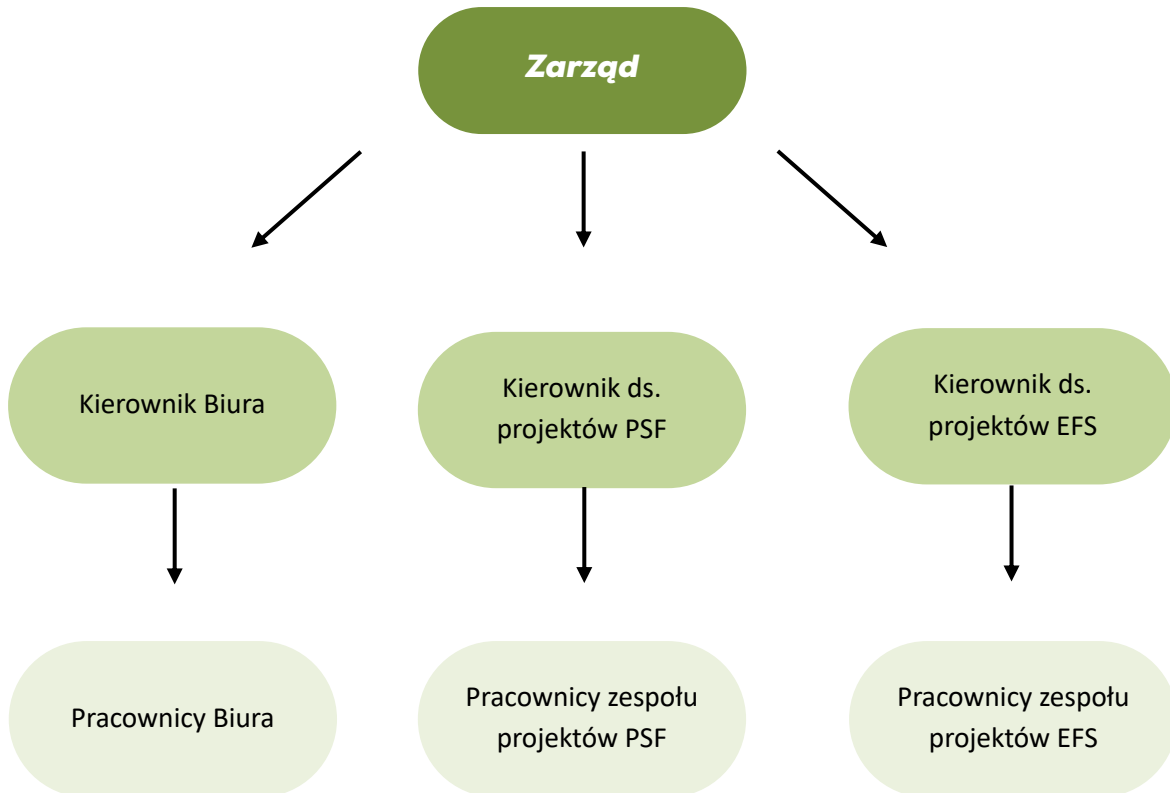 Zarząd
Kierownik Biura
Kierownik ds.
projektów PSF
Kierownik ds.
projektów EFS
Pracownicy Biura
Pracownicy zespołu
projektów PSF
Pracownicy zespołu
projektów EFS